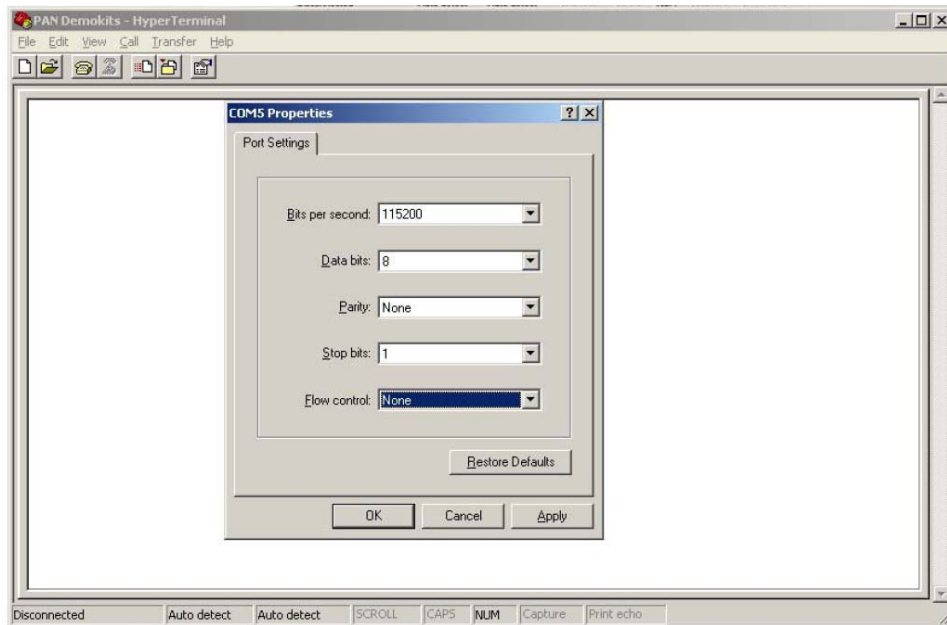 PAN Demokits - HyperTerminal
File Edit View Call Transfer Help
COM5 Properties
Port Settings
Bits per second: 115200
Data bits: 8
Parity: None
Stop bits: 1
Flow control: None
Restore Defaults
OK Cancel Apply
Disconnected Auto detect Auto detect SCROLL CAPS NUM Capture Print echo